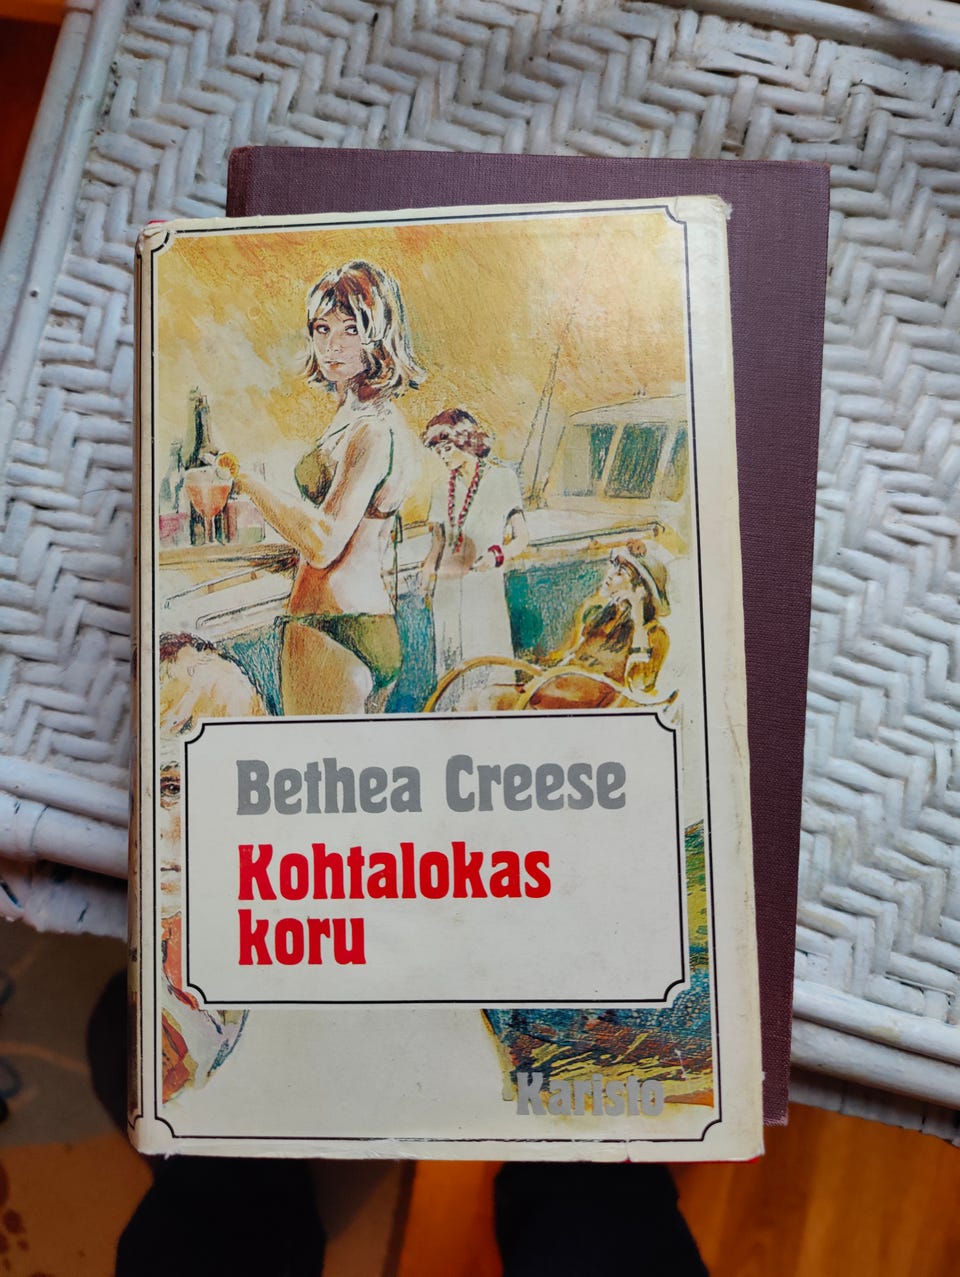 Bethea Creese
Kohtalokas
koru
Karisto